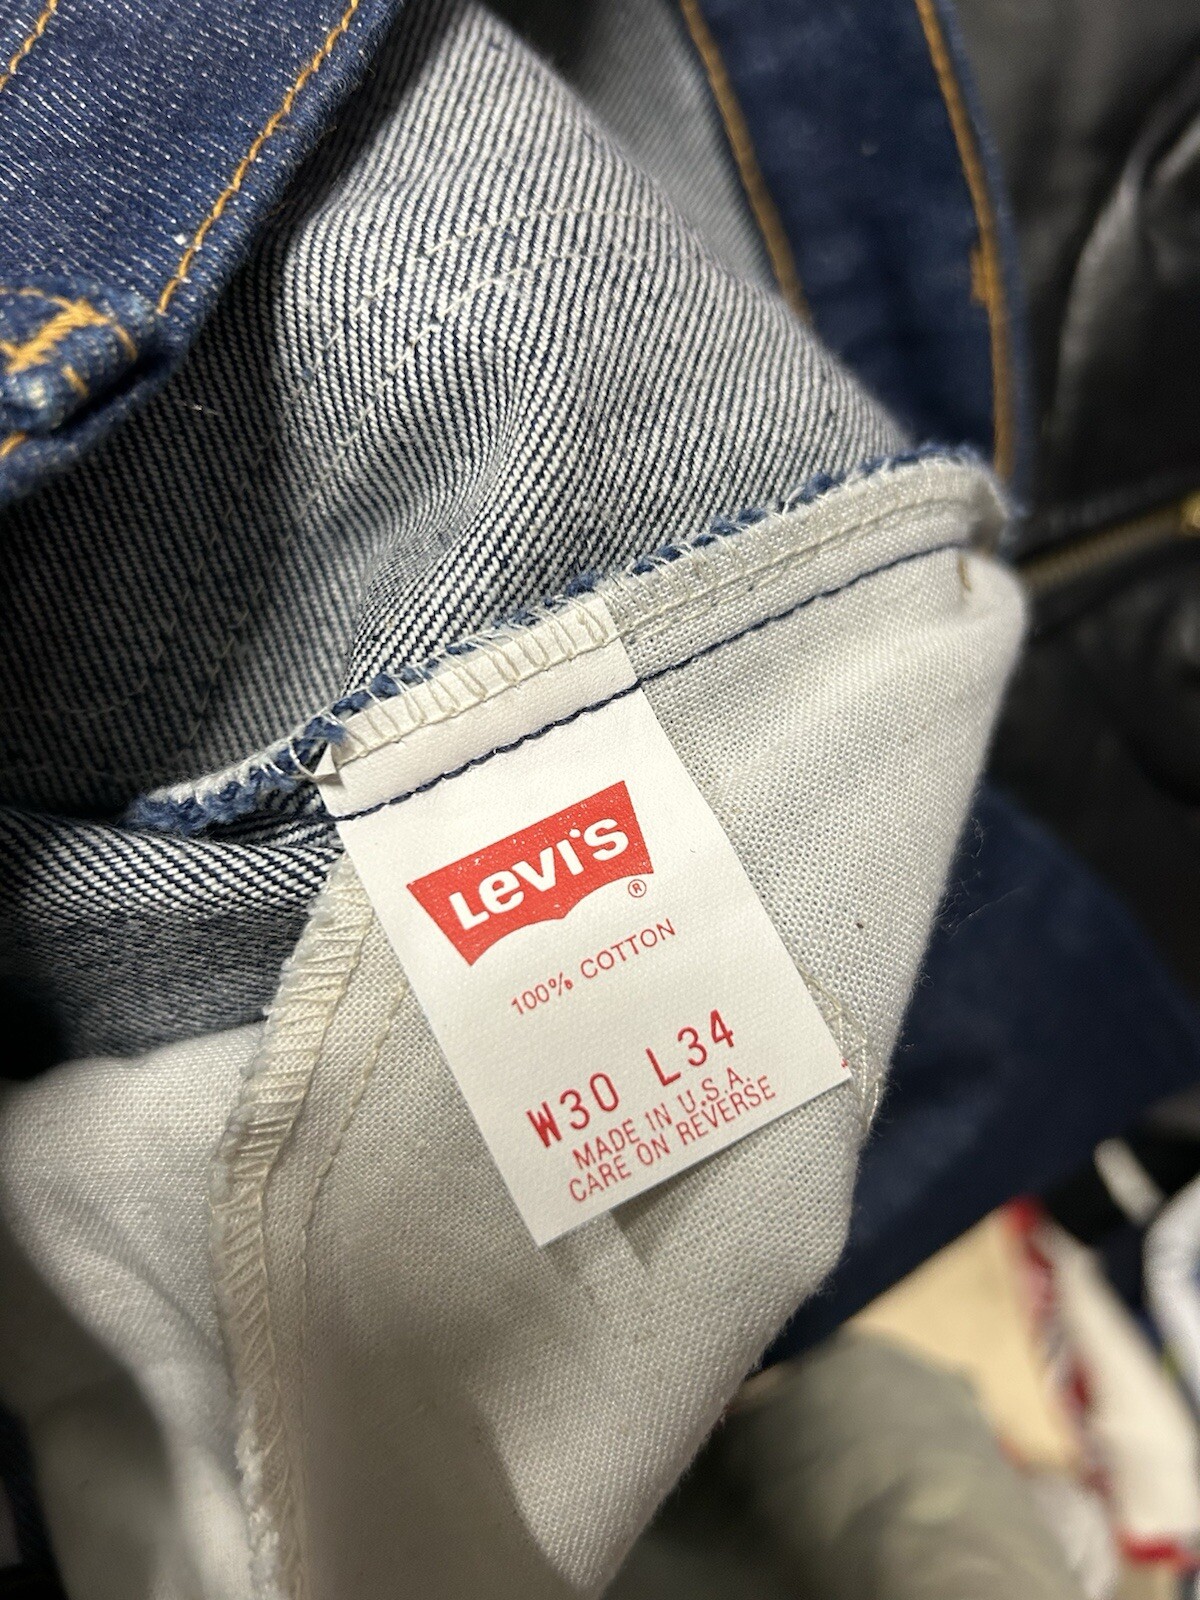 Levi's ®
100% COTTON
W30 L34
MADE IN U.S.A.
CARE ON REVERSE